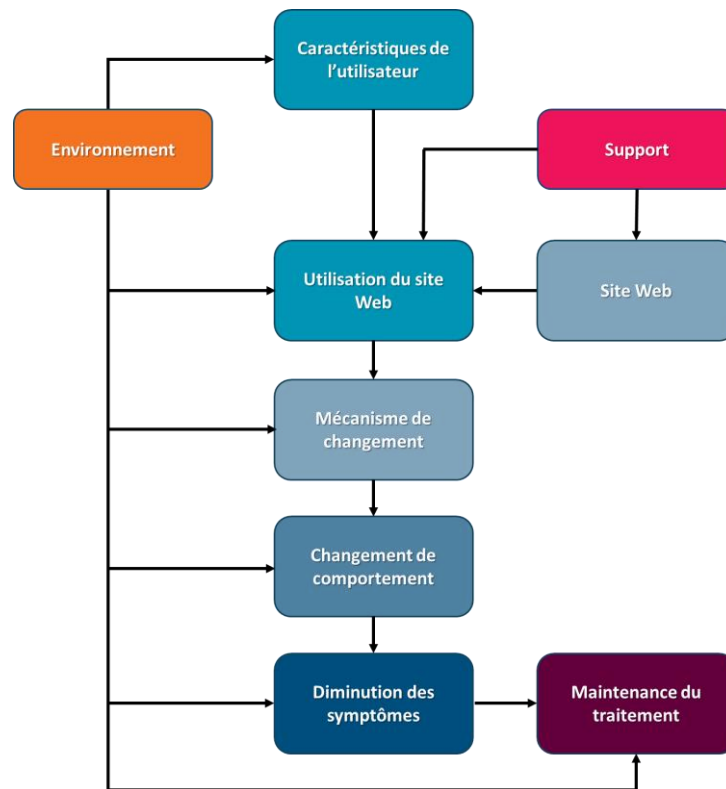 Caractéristiques de
l'utilisateur
Environnement
Support
Utilisation du site
Web
Site Web
Mécanisme de
changement
Changement de
comportement
Diminution des
symptômes
Maintenance du
traitement